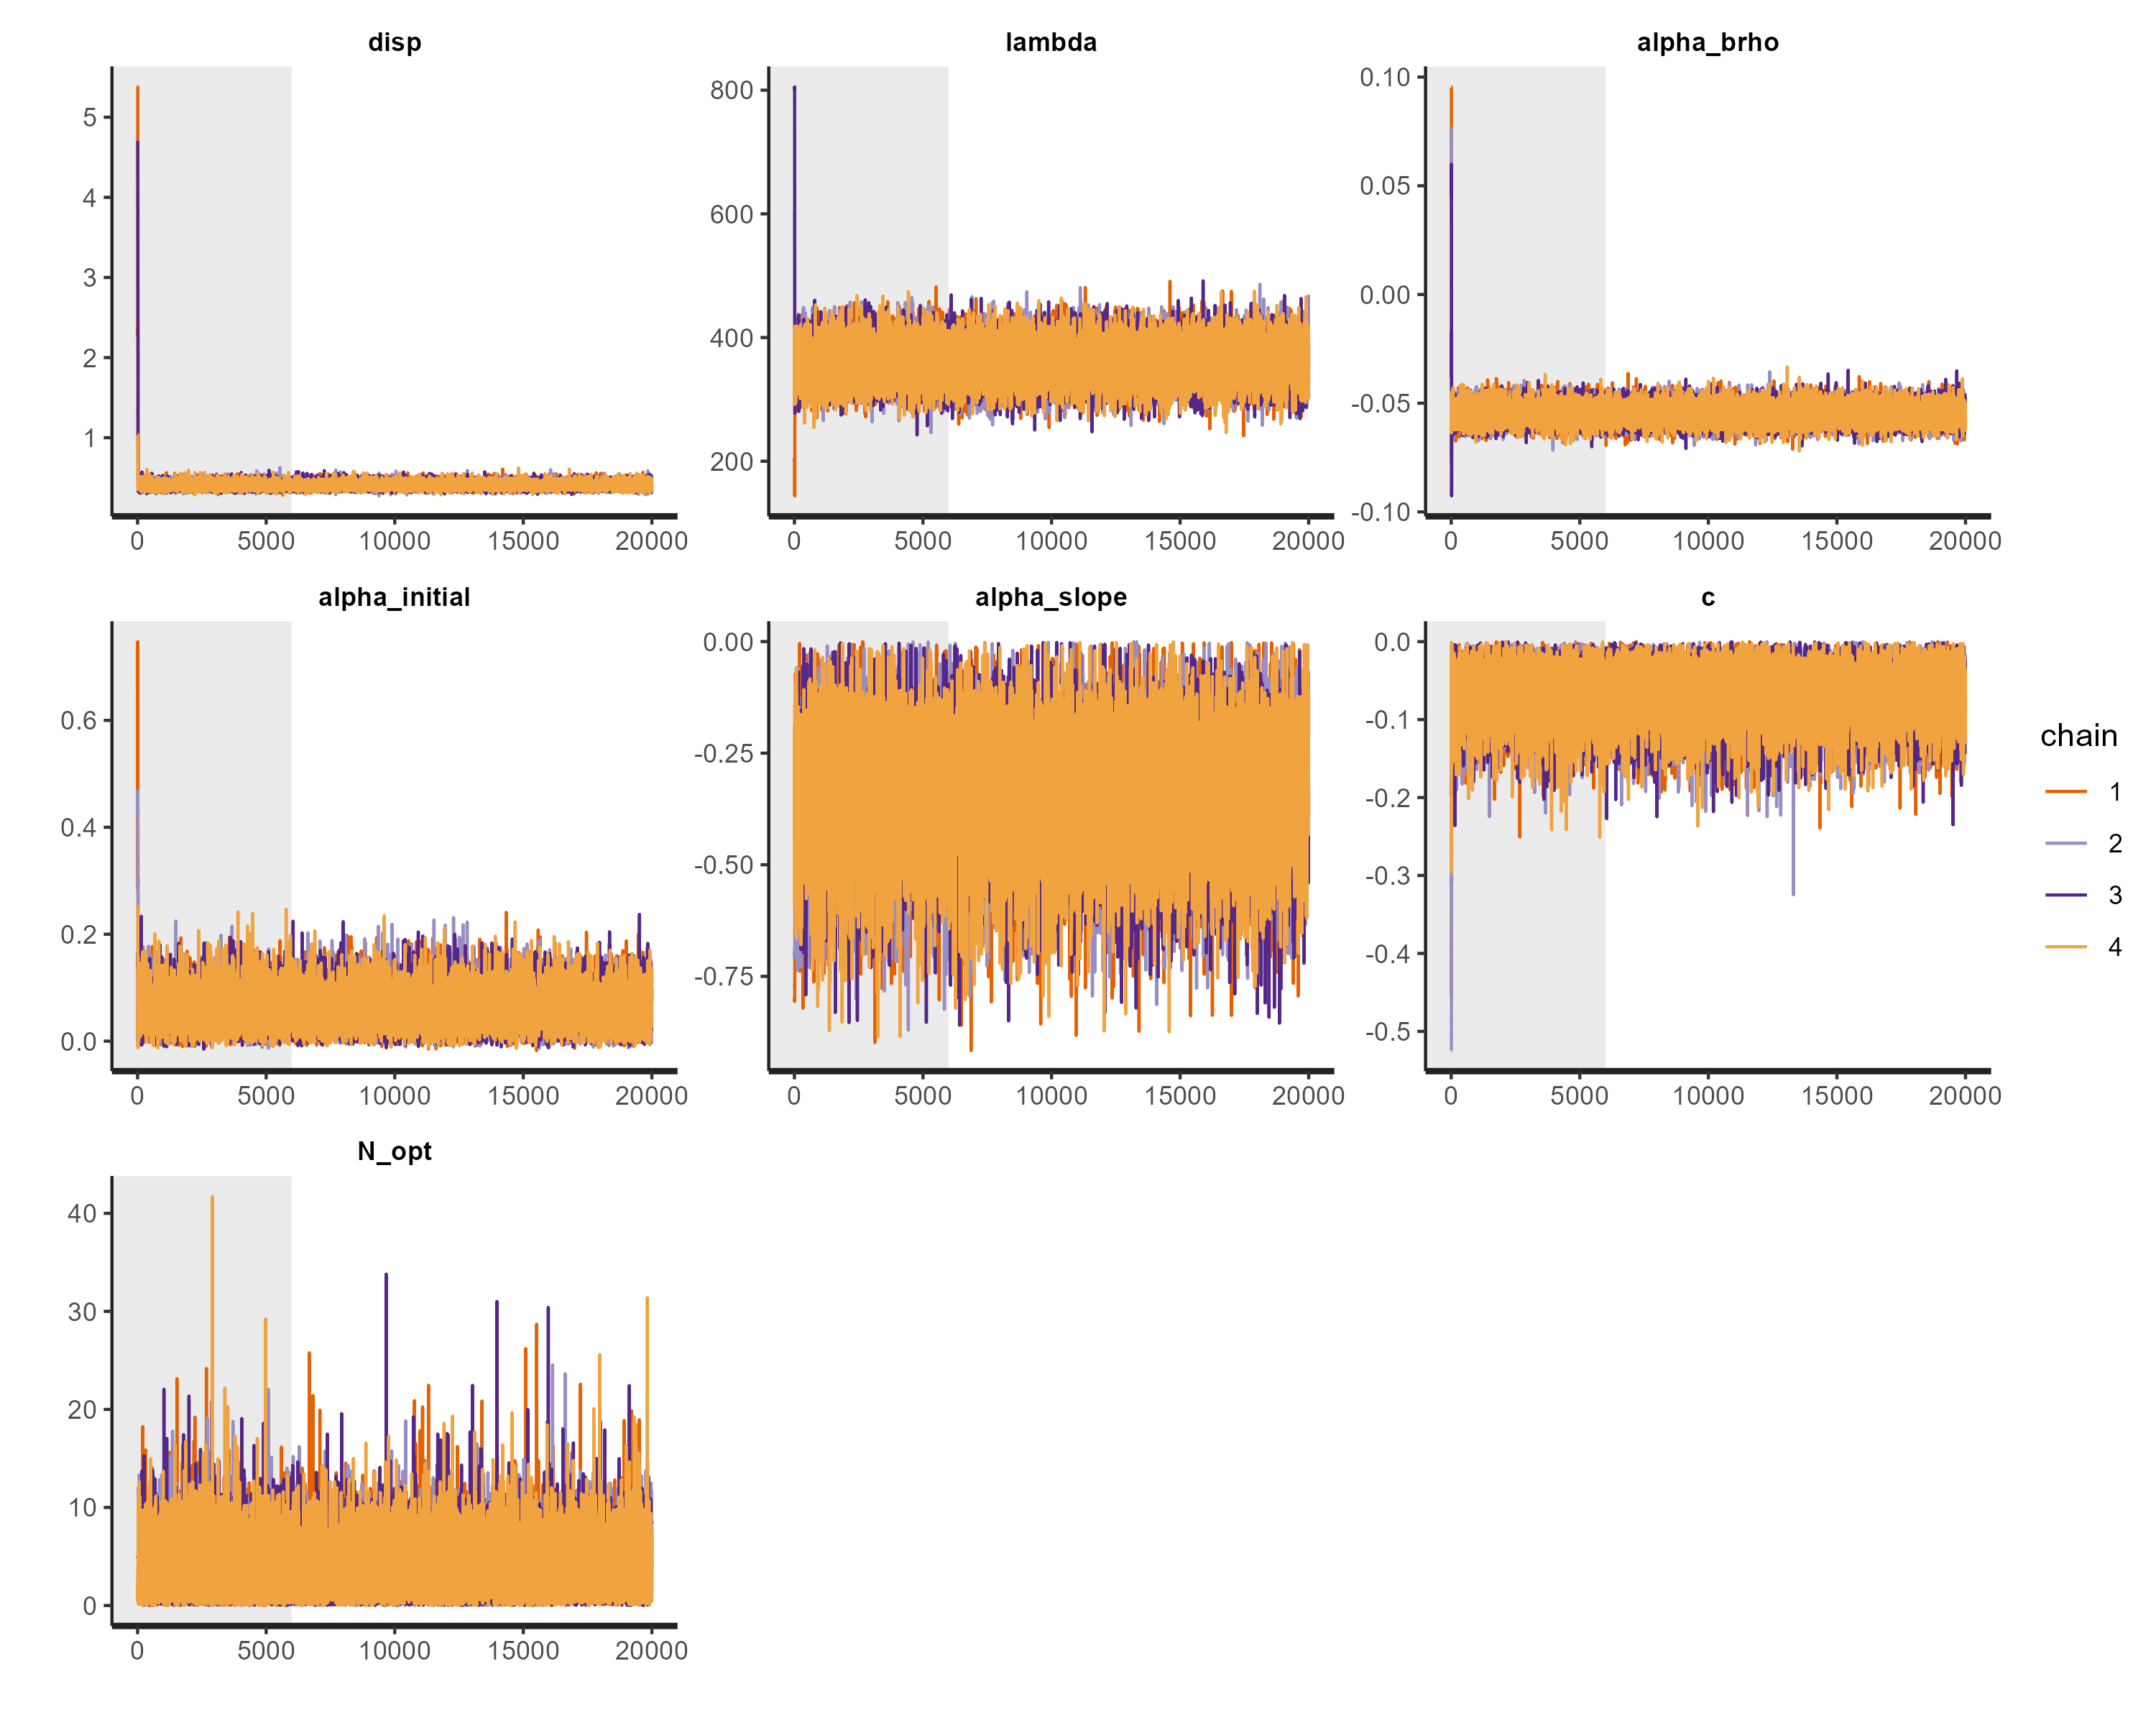 disp lambda alpha_brho
5 4 3 2 1
800 600 400 200
0.10 0.05 0.00 -0.05 -0.10
0 5000 10000 15000 20000 0 5000 10000 15000 20000 0 5000 10000 15000 20000
alpha_initial alpha_slope c
0.6 0.4 0.2 0.0
0.00 -0.25 -0.50 -0.75
0.0 -0.1 -0.2 -0.3 -0.4 -0.5
0 5000 10000 15000 20000 0 5000 10000 15000 20000 0 5000 10000 15000 20000
chain
1
2
3
4
N_opt
40
30
20
10
0
0 5000 10000 15000 20000